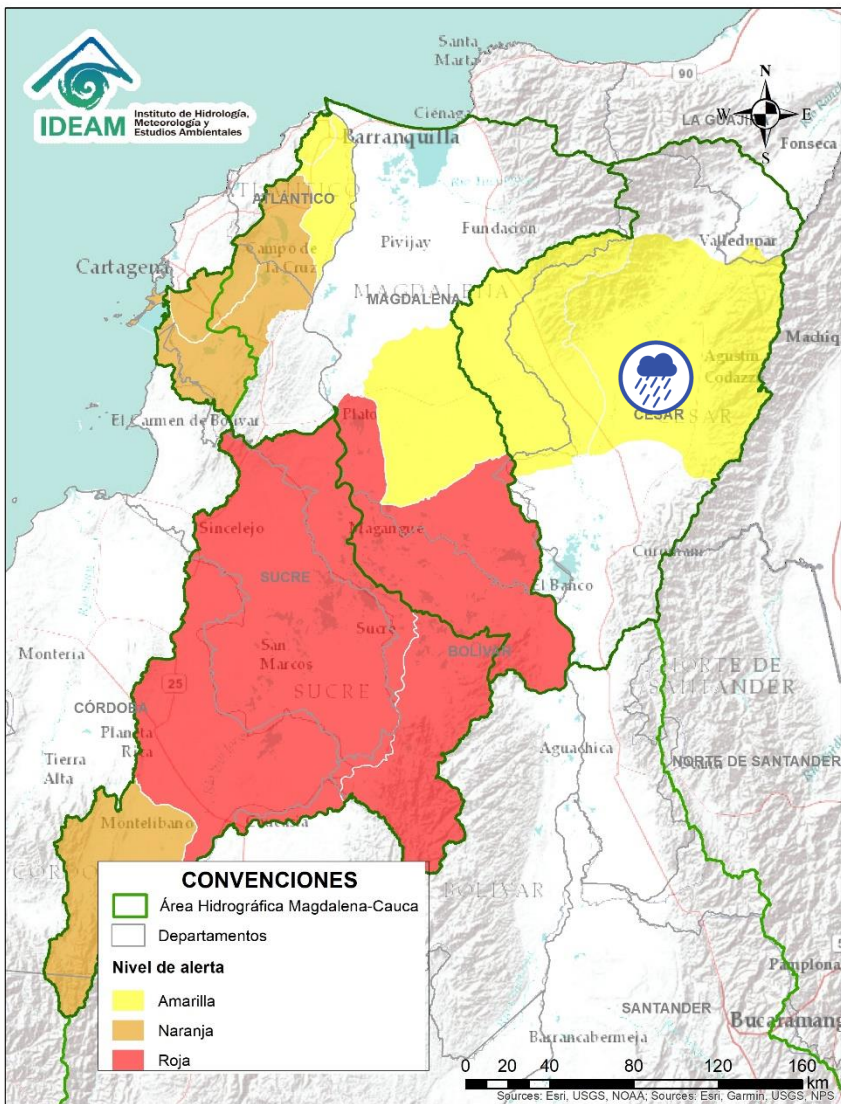 IDEAM
Instituto de Hidrología,
Meteorología y
Estudios Ambientales
Santa
Marta
90
N
W
E
S
LA GUAJIRA
Ciénaga
Barranquilla
Fonseca
ATLÁNTICO
Fundación
Pivijay
Valledupar
Campo de
la Cruz
Cartagena
MAGDALENA
MAGDALENA
Agustín
Codazzi
CESAR
El Carmen de Bolívar
Plato
Sincelejo
Magangué
Curumaní
SUCRE
El Banco
Sucre
Montería
San
Marcos
BOLÍVAR
NORTE DE
SANTANDER
25
SUCRE
CÓRDOBA
Planeta
Rica
Aguachica
Tierra
Alta
NORTE DE SANTANDER
Montelíbano
BOLÍVAR
CONVENCIONES
Área Hidrográfica Magdalena-Cauca
Departamentos
Nivel de alerta
Amarilla
Naranja
Roja
Pamplona
SANTANDER
Bucaramang
Barrancabermeja
0 20 40 80 120 160
km
Sources: Esri, USGS, NOAA; Sources: Esri, Garmin, USGS, NPS